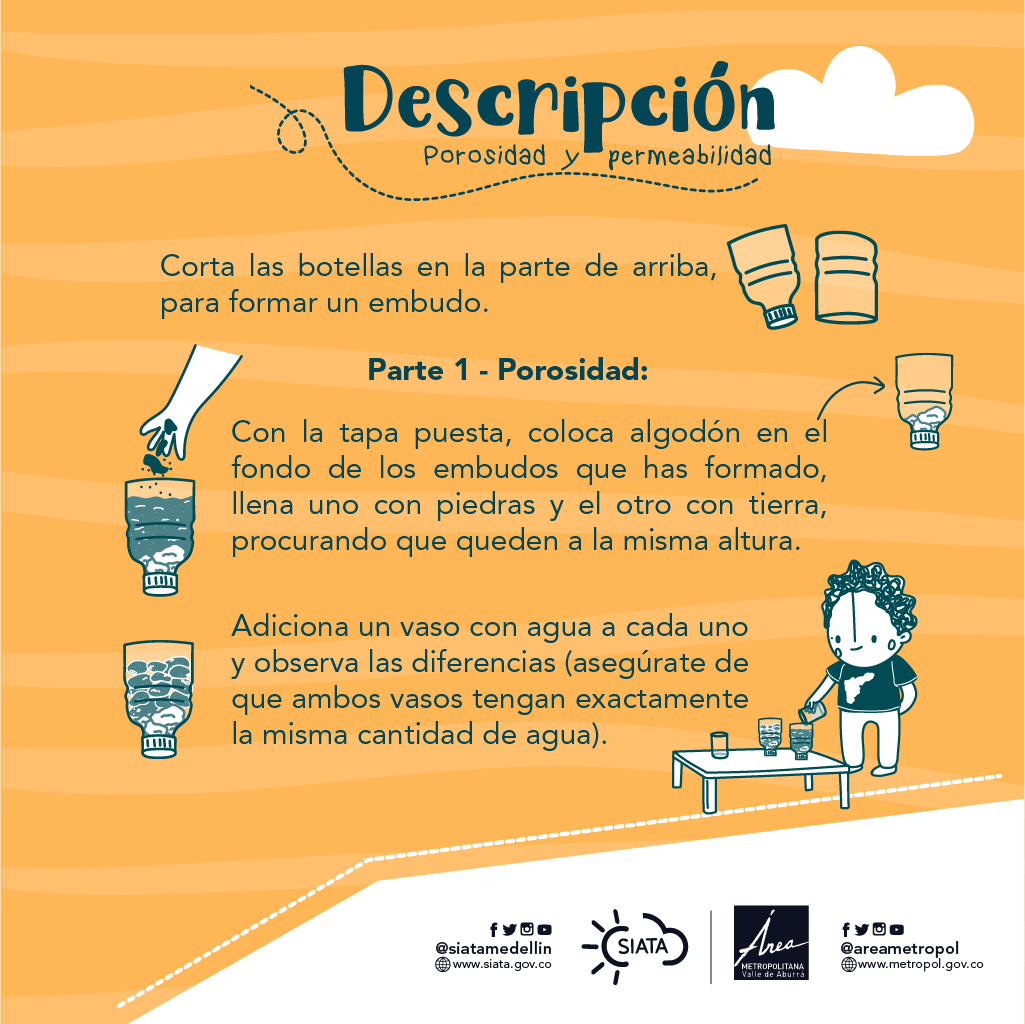 Descripción
Porosidad y permeabilidad
Corta las botellas en la parte de arriba,
para formar un embudo.
Parte 1 - Porosidad:
Con la tapa puesta, coloca algodón en el
fondo de los embudos que has formado,
llena uno con piedras y el otro con tierra,
procurando que queden a la misma altura.
Adiciona un vaso con agua a cada uno
y observa las diferencias (asegúrate de
que ambos vasos tengan exactamente
la misma cantidad de agua).
@siatamedellin
www.siata.gov.co
SIATA
Área
METROPOLITANA
Valle de Aburrá
@areametropol
www.metropol.gov.co